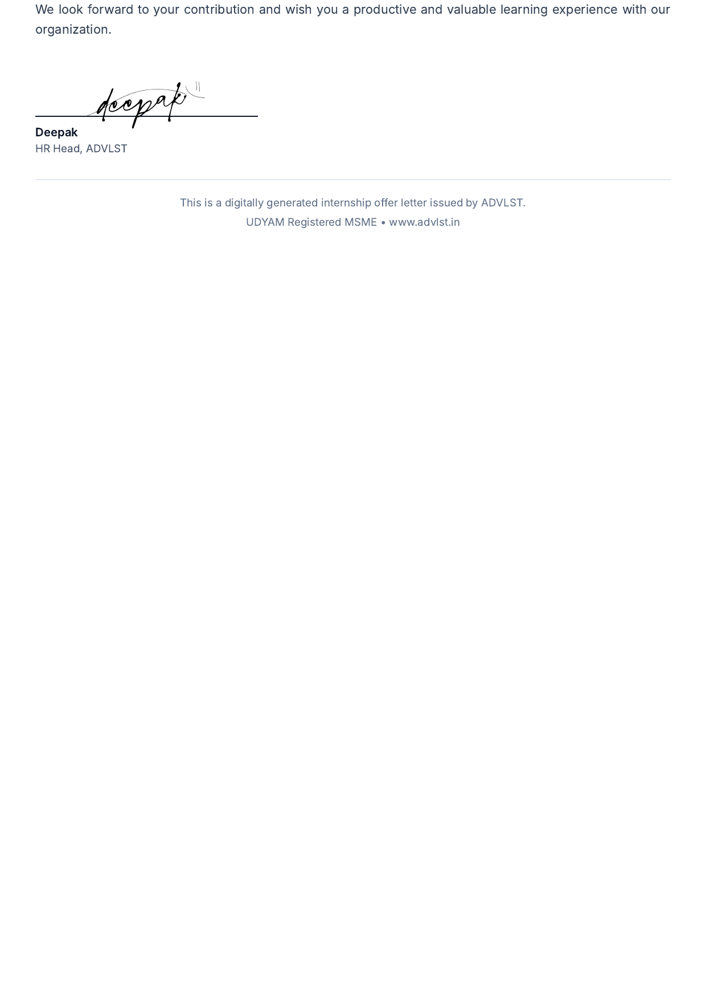 We look forward to your contribution and wish you a productive and valuable learning experience with our
organization.
deepak
Deepak
HR Head, ADVLST
This is a digitally generated internship offer letter issued by ADVLST.
UDYAM Registered MSME • www.advlst.in